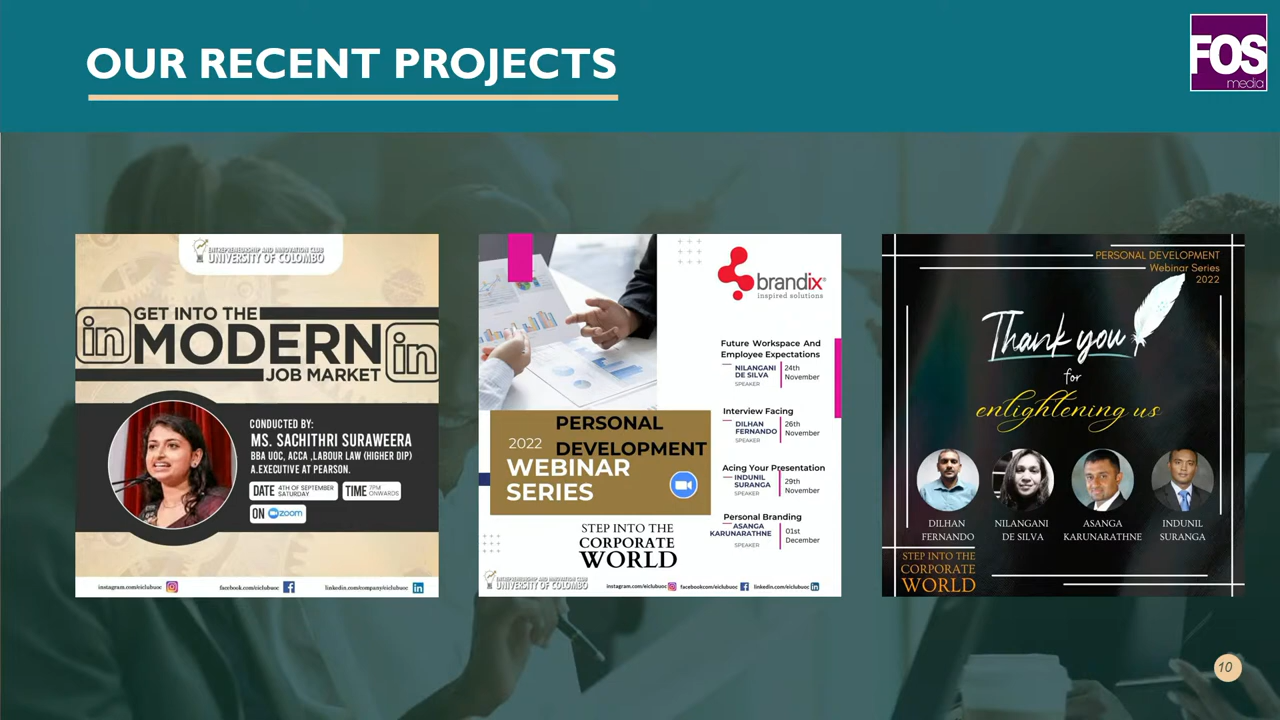 OUR RECENT PROJECTS
FOS
media
ENTREPRENEURSHIP AND INNOVATION CLUB
UNIVERSITY OF COLOMBO
GET INTO THE
in MODERN in
JOB MARKET
CONDUCTED BY:
MS. SACHITHRI SURAWEERA
BBA UOC, ACCA ,LABOUR LAW (HIGHER DIP)
A.EXECUTIVE AT PEARSON.
DATE 4TH OF SEPTEMBER SATURDAY TIME 7PM ONWARDS
ON zoom
instagram.com/eiclubuoc facebook.com/eiclubuoc linkedin.com/company/eiclubuoc
brandix
inspired solutions
Future Workspace And
Employee Expectations
NILANGANI
DE SILVA
SPEAKER
24th
November
Interview Facing
DILHAN
FERNANDO
SPEAKER
26th
November
Acing Your Presentation
INDUNIL
SURANGA
SPEAKER
29th
November
Personal Branding
ASANGA
KARUNARATHNE
SPEAKER
01st
December
2022
PERSONAL
DEVELOPMENT
WEBINAR
SERIES
STEP INTO THE
CORPORATE
WORLD
ENTREPRENEURSHIP AND INNOVATION CLUB
UNIVERSITY OF COLOMBO
instagram.com/eiclubuoc facebookcom/eiclubuoc linkedin.com/eiclubuoc
PERSONAL DEVELOPMENT
Webinar Series
2022
Thank you
for
enlightening us
DILHAN
FERNANDO
NILANGANI
DE SILVA
ASANGA
KARUNARATHNE
INDUNIL
SURANGA
STEP INTO THE
CORPORATE
WORLD
10